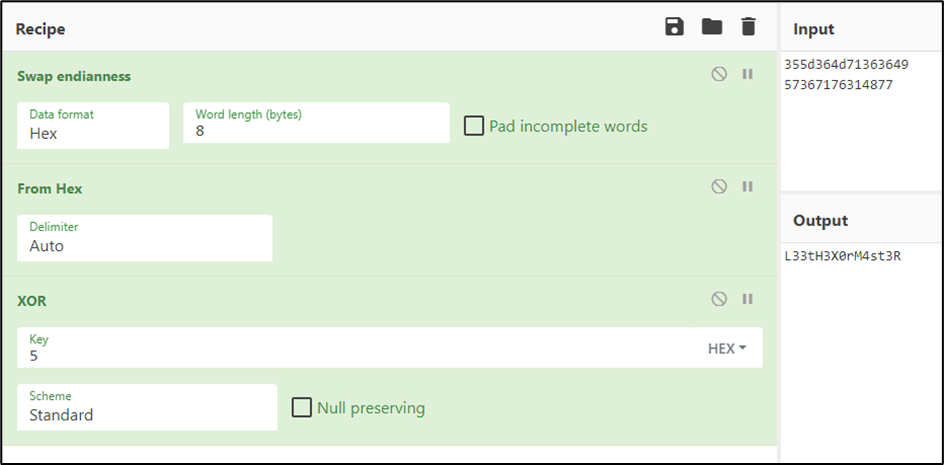 Recipe
Swap endianness
Data format
Hex
Word length (bytes)
8
Pad incomplete words
From Hex
Delimiter
Auto
XOR
Key
5
HEX
Scheme
Standard
Null preserving
Input
355d364d71363649
57367176314877
Output
L33tH3X0rM4st3R